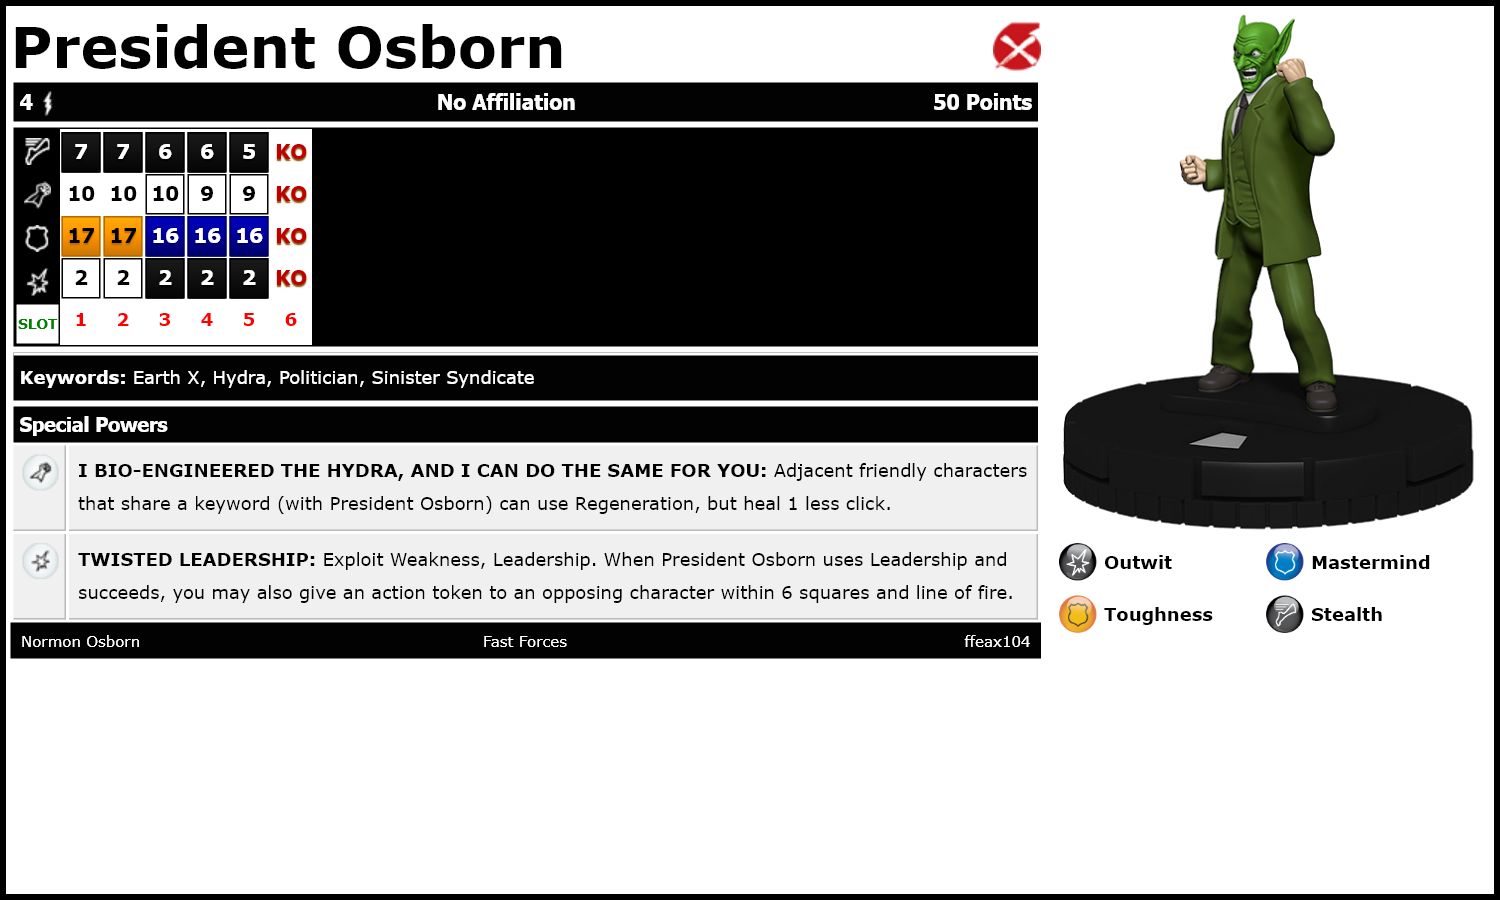 President Osborn
4 No Affiliation 50 Points
7 7 6 6 5 KO
10 10 10 9 9 KO
17 17 16 16 16 KO
2 2 2 2 2 KO
SLOT 1 2 3 4 5 6
Keywords: Earth X, Hydra, Politician, Sinister Syndicate
Special Powers
I BIO-ENGINEERED THE HYDRA, AND I CAN DO THE SAME FOR YOU: Adjacent friendly characters
that share a keyword (with President Osborn) can use Regeneration, but heal 1 less click.
TWISTED LEADERSHIP: Exploit Weakness, Leadership. When President Osborn uses Leadership and
succeeds, you may also give an action token to an opposing character within 6 squares and line of fire.
Normon Osborn Fast Forces ffeax104
Outwit Mastermind
Toughness Stealth